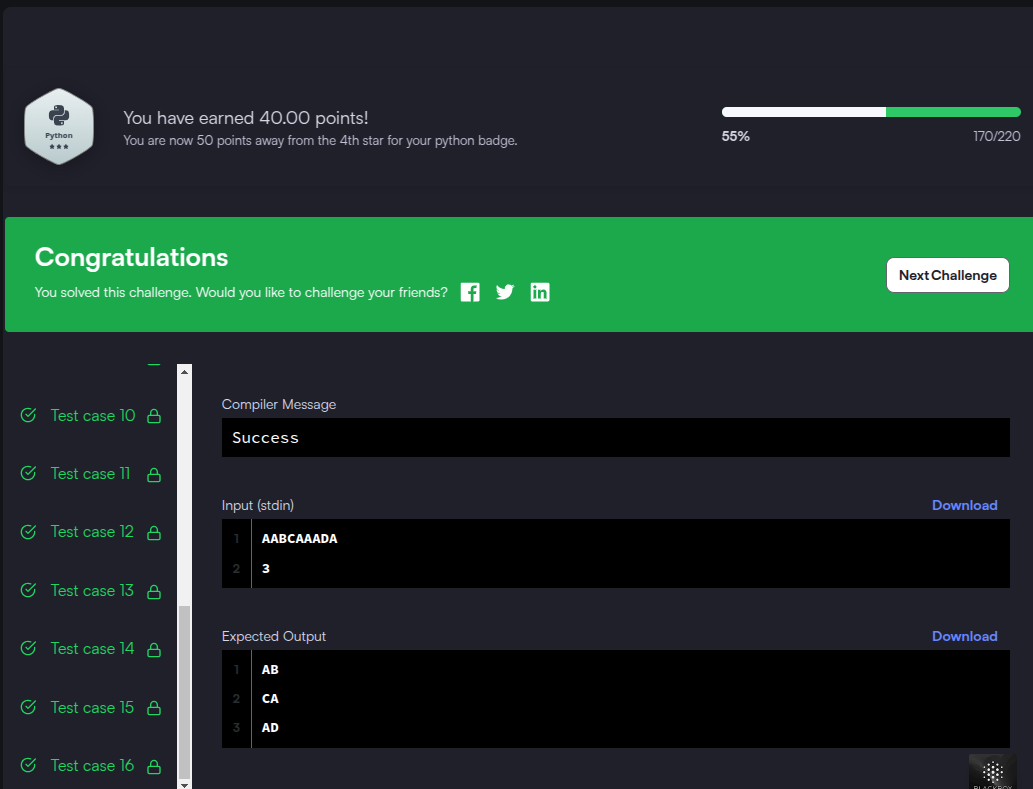 Python
★★★
You have earned 40.00 points!
You are now 50 points away from the 4th star for your python badge.
55%
170/220
Congratulations
You solved this challenge. Would you like to challenge your friends?
Next Challenge
Test case 10
Test case 11
Test case 12
Test case 13
Test case 14
Test case 15
Test case 16
Compiler Message
Success
Input (stdin)
Download
1 AABCAAADA
2 3
Expected Output
Download
1 AB
2 CA
3 AD
BLACKBOX